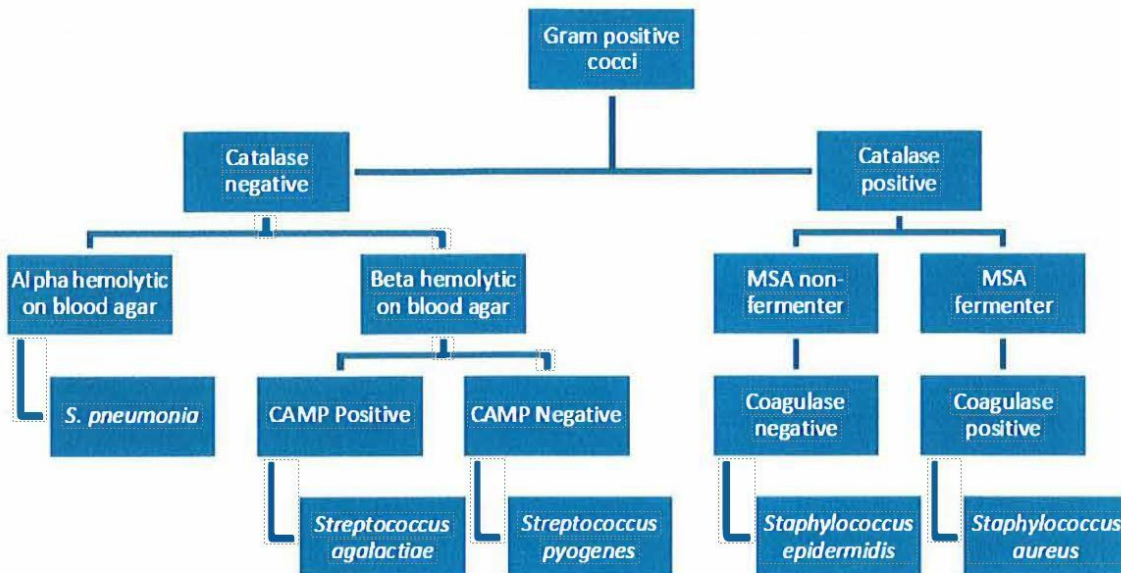 Gram positive
cocci
Catalase
negative
Catalase
positive
Alpha hemolytic
on blood agar
Beta hemolytic
on blood agar
MSA non-
fermenter
MSA
fermenter
S. pneumonia
CAMP Positive
CAMP Negative
Coagulase
negative
Coagulase
positive
Streptococcus
agalactiae
Streptococcus
pyogenes
Staphylococcus
epidermidis
Staphylococcus
aureus